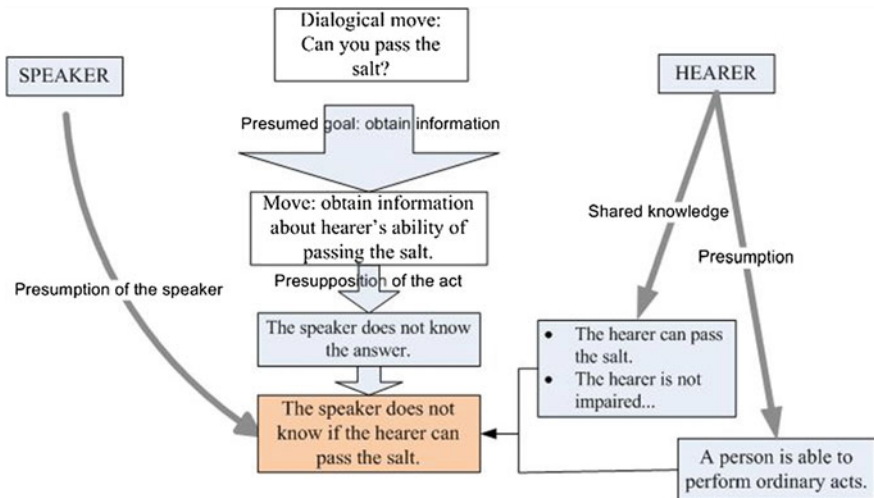 Dialogical move:
Can you pass the
salt?
SPEAKER
HEARER
Presumed goal: obtain information
Move: obtain information
about hearer's ability of
passing the salt.
Shared knowledge
Presumption
Presupposition of the act
Presumption of the speaker
The speaker does not know
the answer.
• The hearer can pass
the salt.
• The hearer is not
impaired...
The speaker does not
know if the hearer can
pass the salt.
A person is able to
perform ordinary acts.